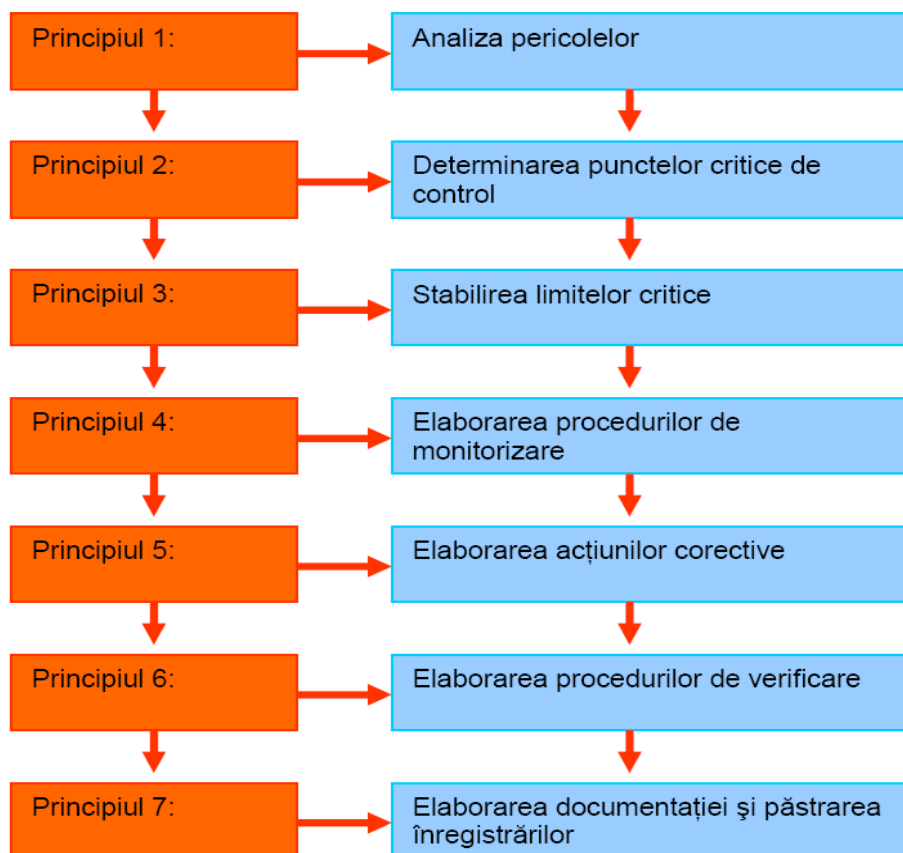 Principiul 1:
Analiza pericolelor
Principiul 2:
Determinarea punctelor critice de
control
Principiul 3:
Stabilirea limitelor critice
Principiul 4:
Elaborarea procedurilor de
monitorizare
Principiul 5:
Elaborarea acțiunilor corective
Principiul 6:
Elaborarea procedurilor de verificare
Principiul 7:
Elaborarea documentației şi păstrarea
înregistrărilor